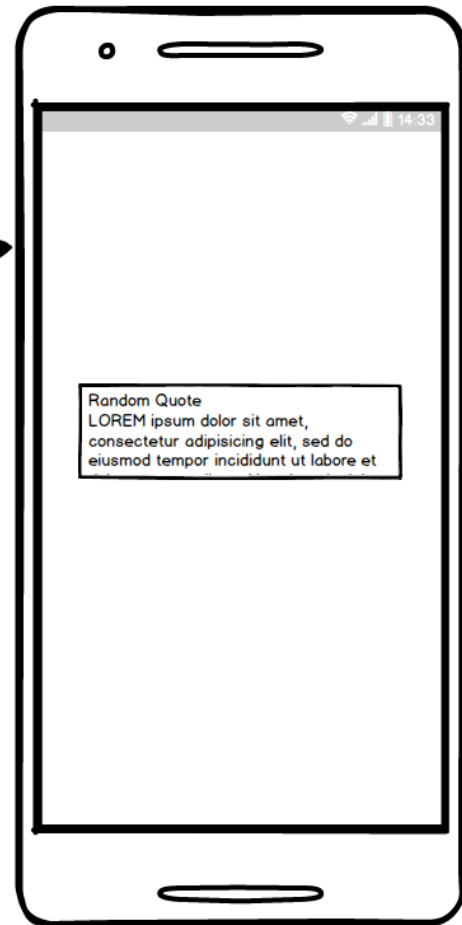 14:33
Random Quote
LOREM ipsum dolor sit amet,
consectetur adipisicing elit, sed do
eiusmod tempor incididunt ut labore et